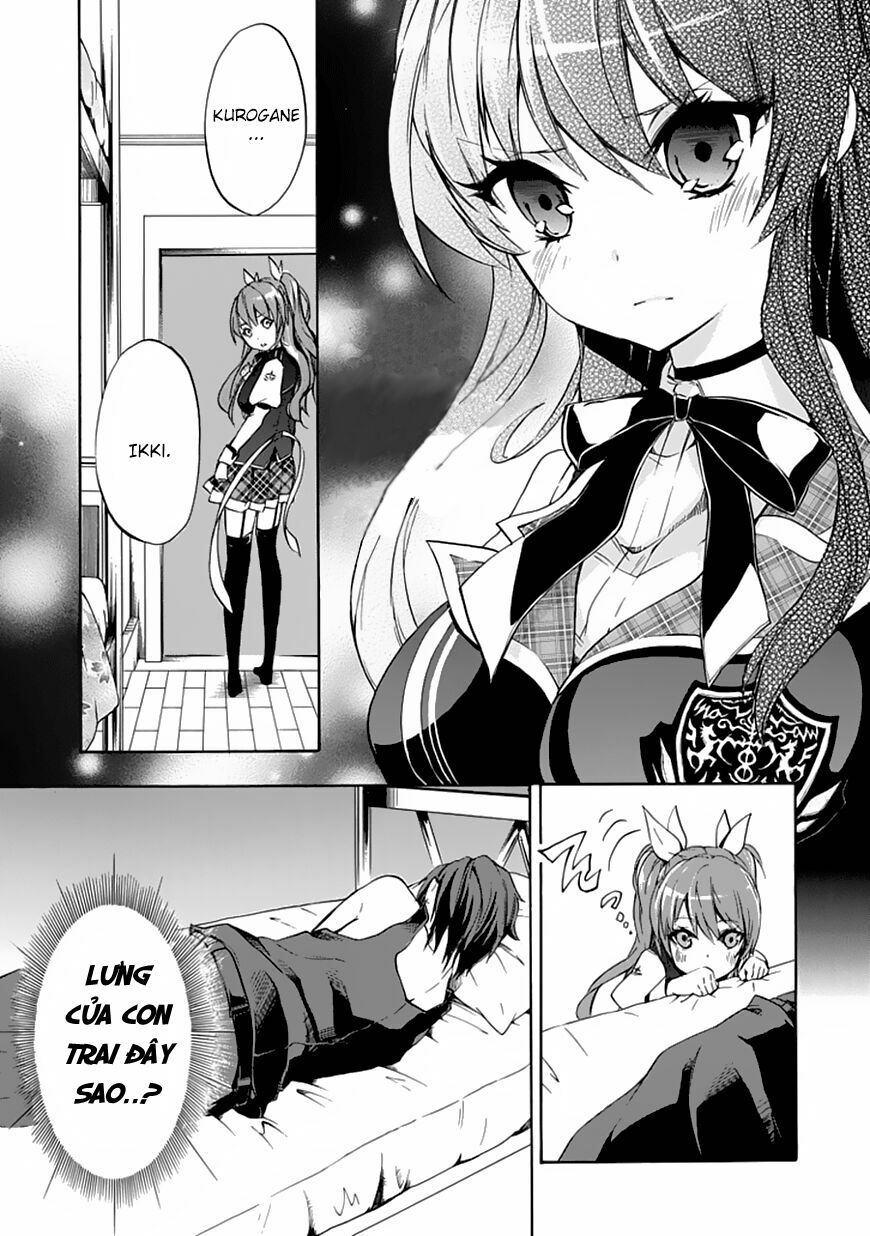 KUROGANE
...
IKKI.
LƯNG
CỦA CON
TRAI ĐÂY
SAO..?